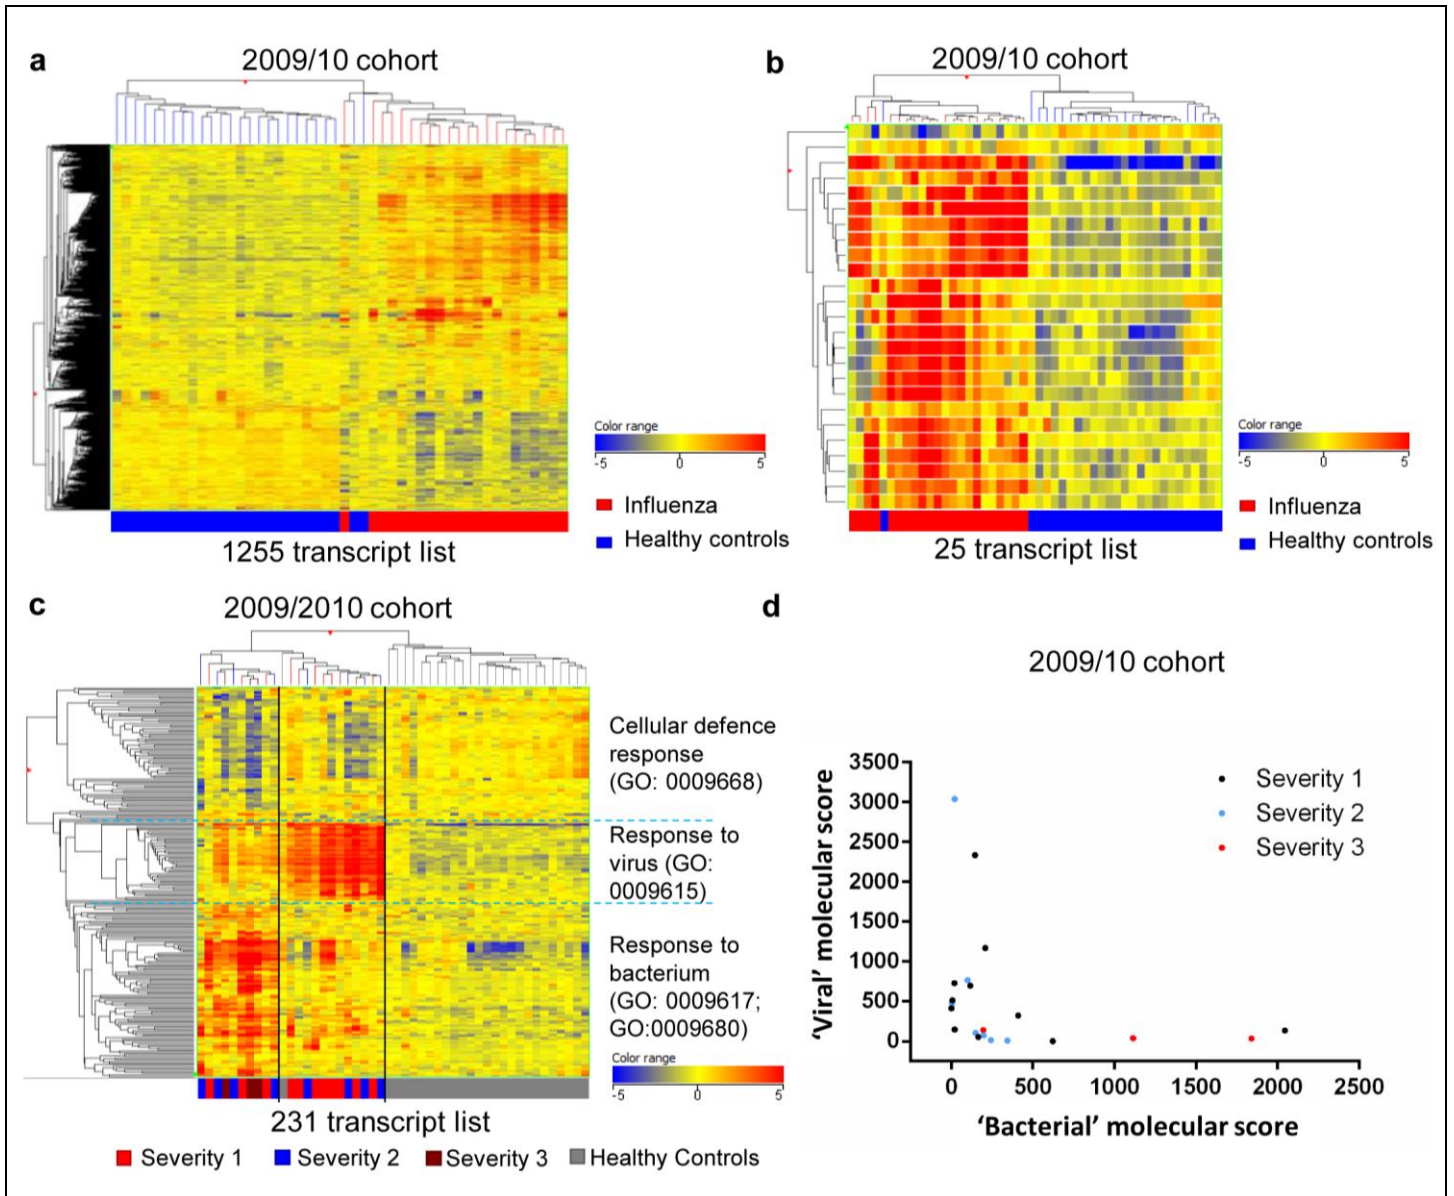 a
2009/10 cohort
Color range
-5 0 5
Influenza
Healthy controls
1255 transcript list
b
2009/10 cohort
Color range
-5 0 5
Influenza
Healthy controls
25 transcript list
c
2009/2010 cohort
Cellular defence
response
(GO: 0009668)
Response to
virus (GO:
0009615)
Response to
bacterium
(GO: 0009617;
GO:0009680)
Color range
-5 0 5
231 transcript list
Severity 1 Severity 2 Severity 3 Healthy Controls
d
2009/10 cohort
'Viral' molecular score
3500
3000
2500
2000
1500
1000
500
0
Severity 1
Severity 2
Severity 3
0 500 1000 1500 2000 2500
'Bacterial' molecular score